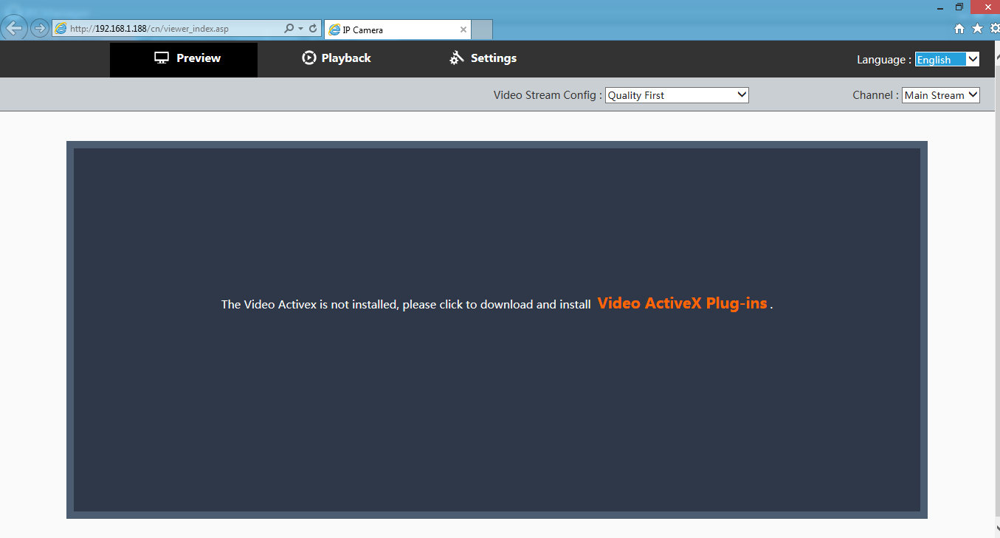 http://192.168.1.188/cn/viewer_index.asp
IP Camera
Preview
Playback
Settings
Language : English
Video Stream Config : Quality First
Channel : Main Stream
The Video Activex is not installed, please click to download and install Video ActiveX Plug-ins .